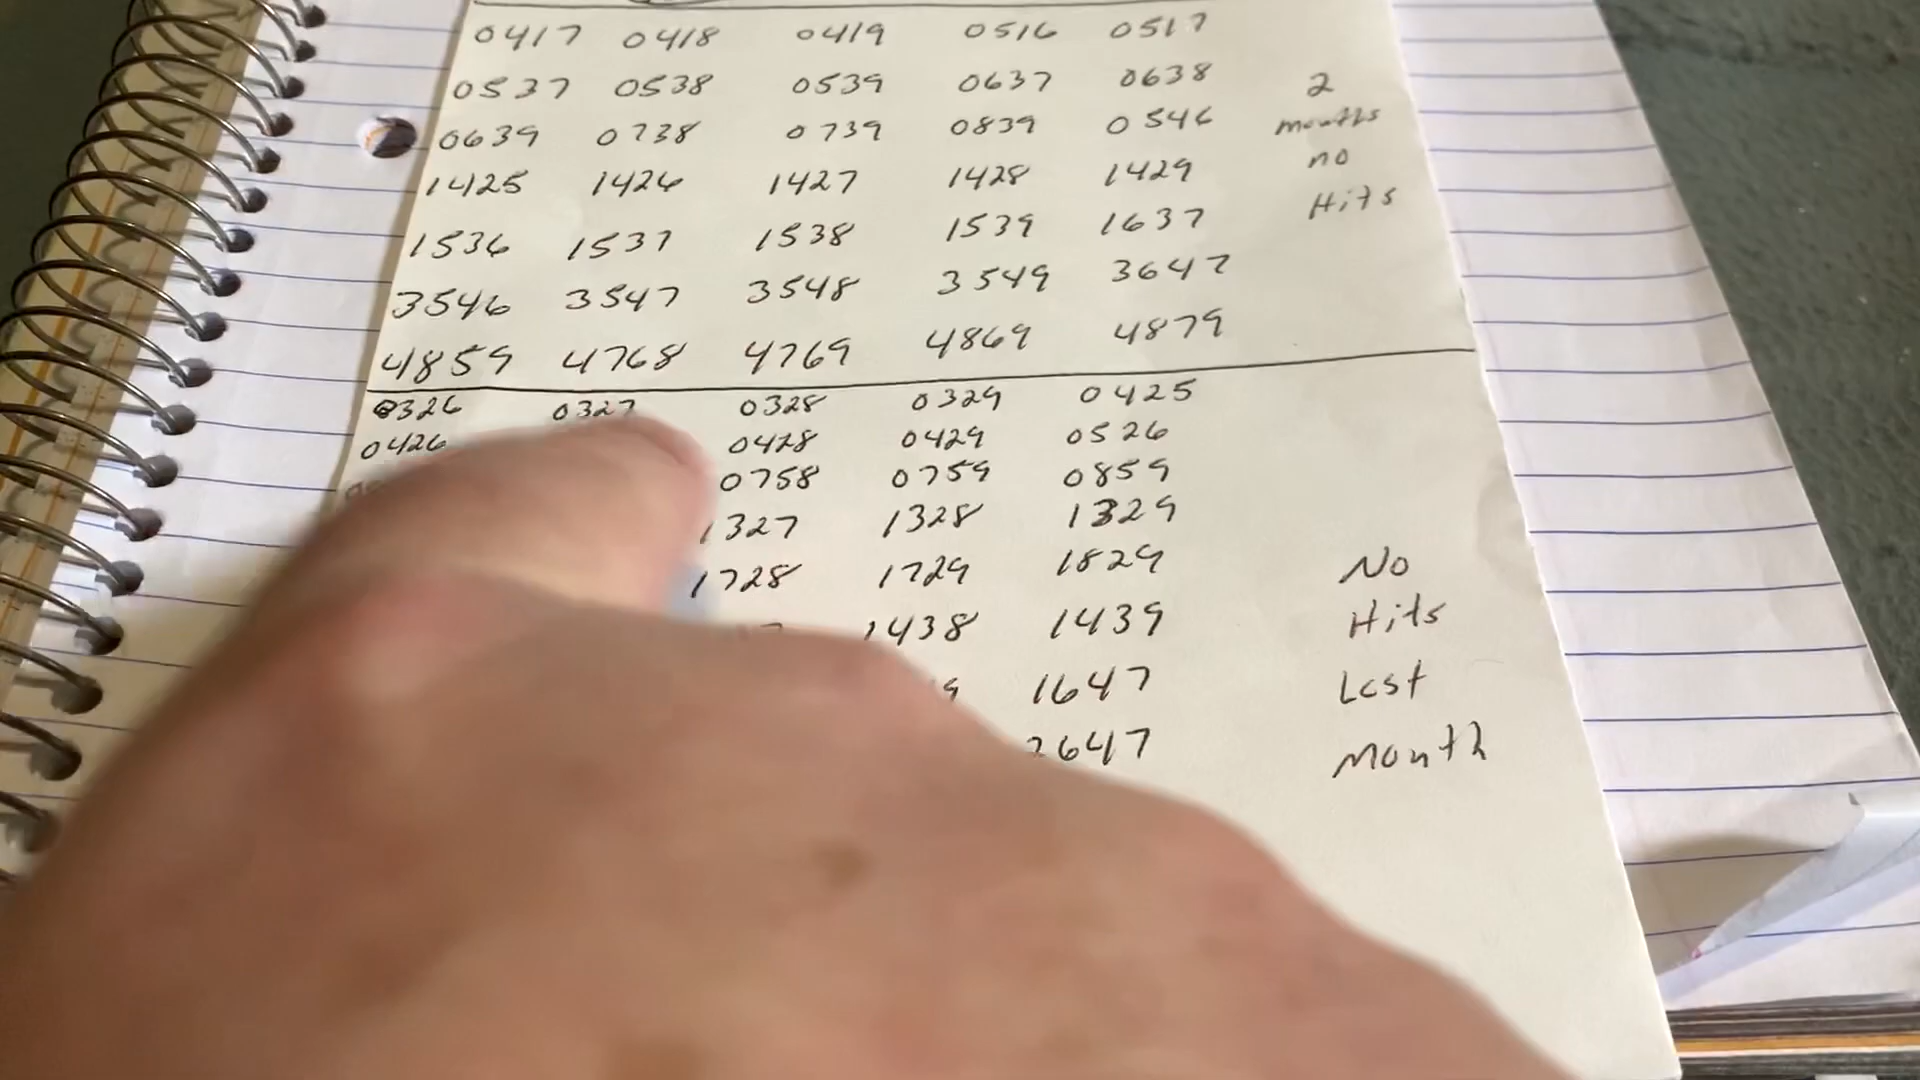 0417 0418 0419 0516 0517
0537 0538 0539 0637 0638 2
0639 0738 0739 0839 0546 months
1425 1426 1427 1428 1429 no
1536 1537 1538 1539 1637 Hits
3546 3547 3548 3549 3647
4859 4768 4769 4869 4879
0326 0327 0328 0329 0425
0426 0428 0429 0526
0758 0759 0859
1327 1328 1329
1728 1729 1829 No
1438 1439 Hits
1647 Last
2647 Month